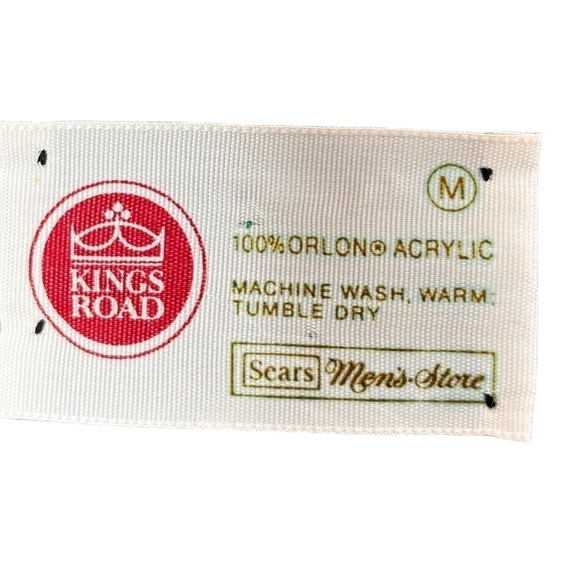 KINGS
ROAD
M
100% ORLON® ACRYLIC
MACHINE WASH, WARM
TUMBLE DRY
Sears Men's Store